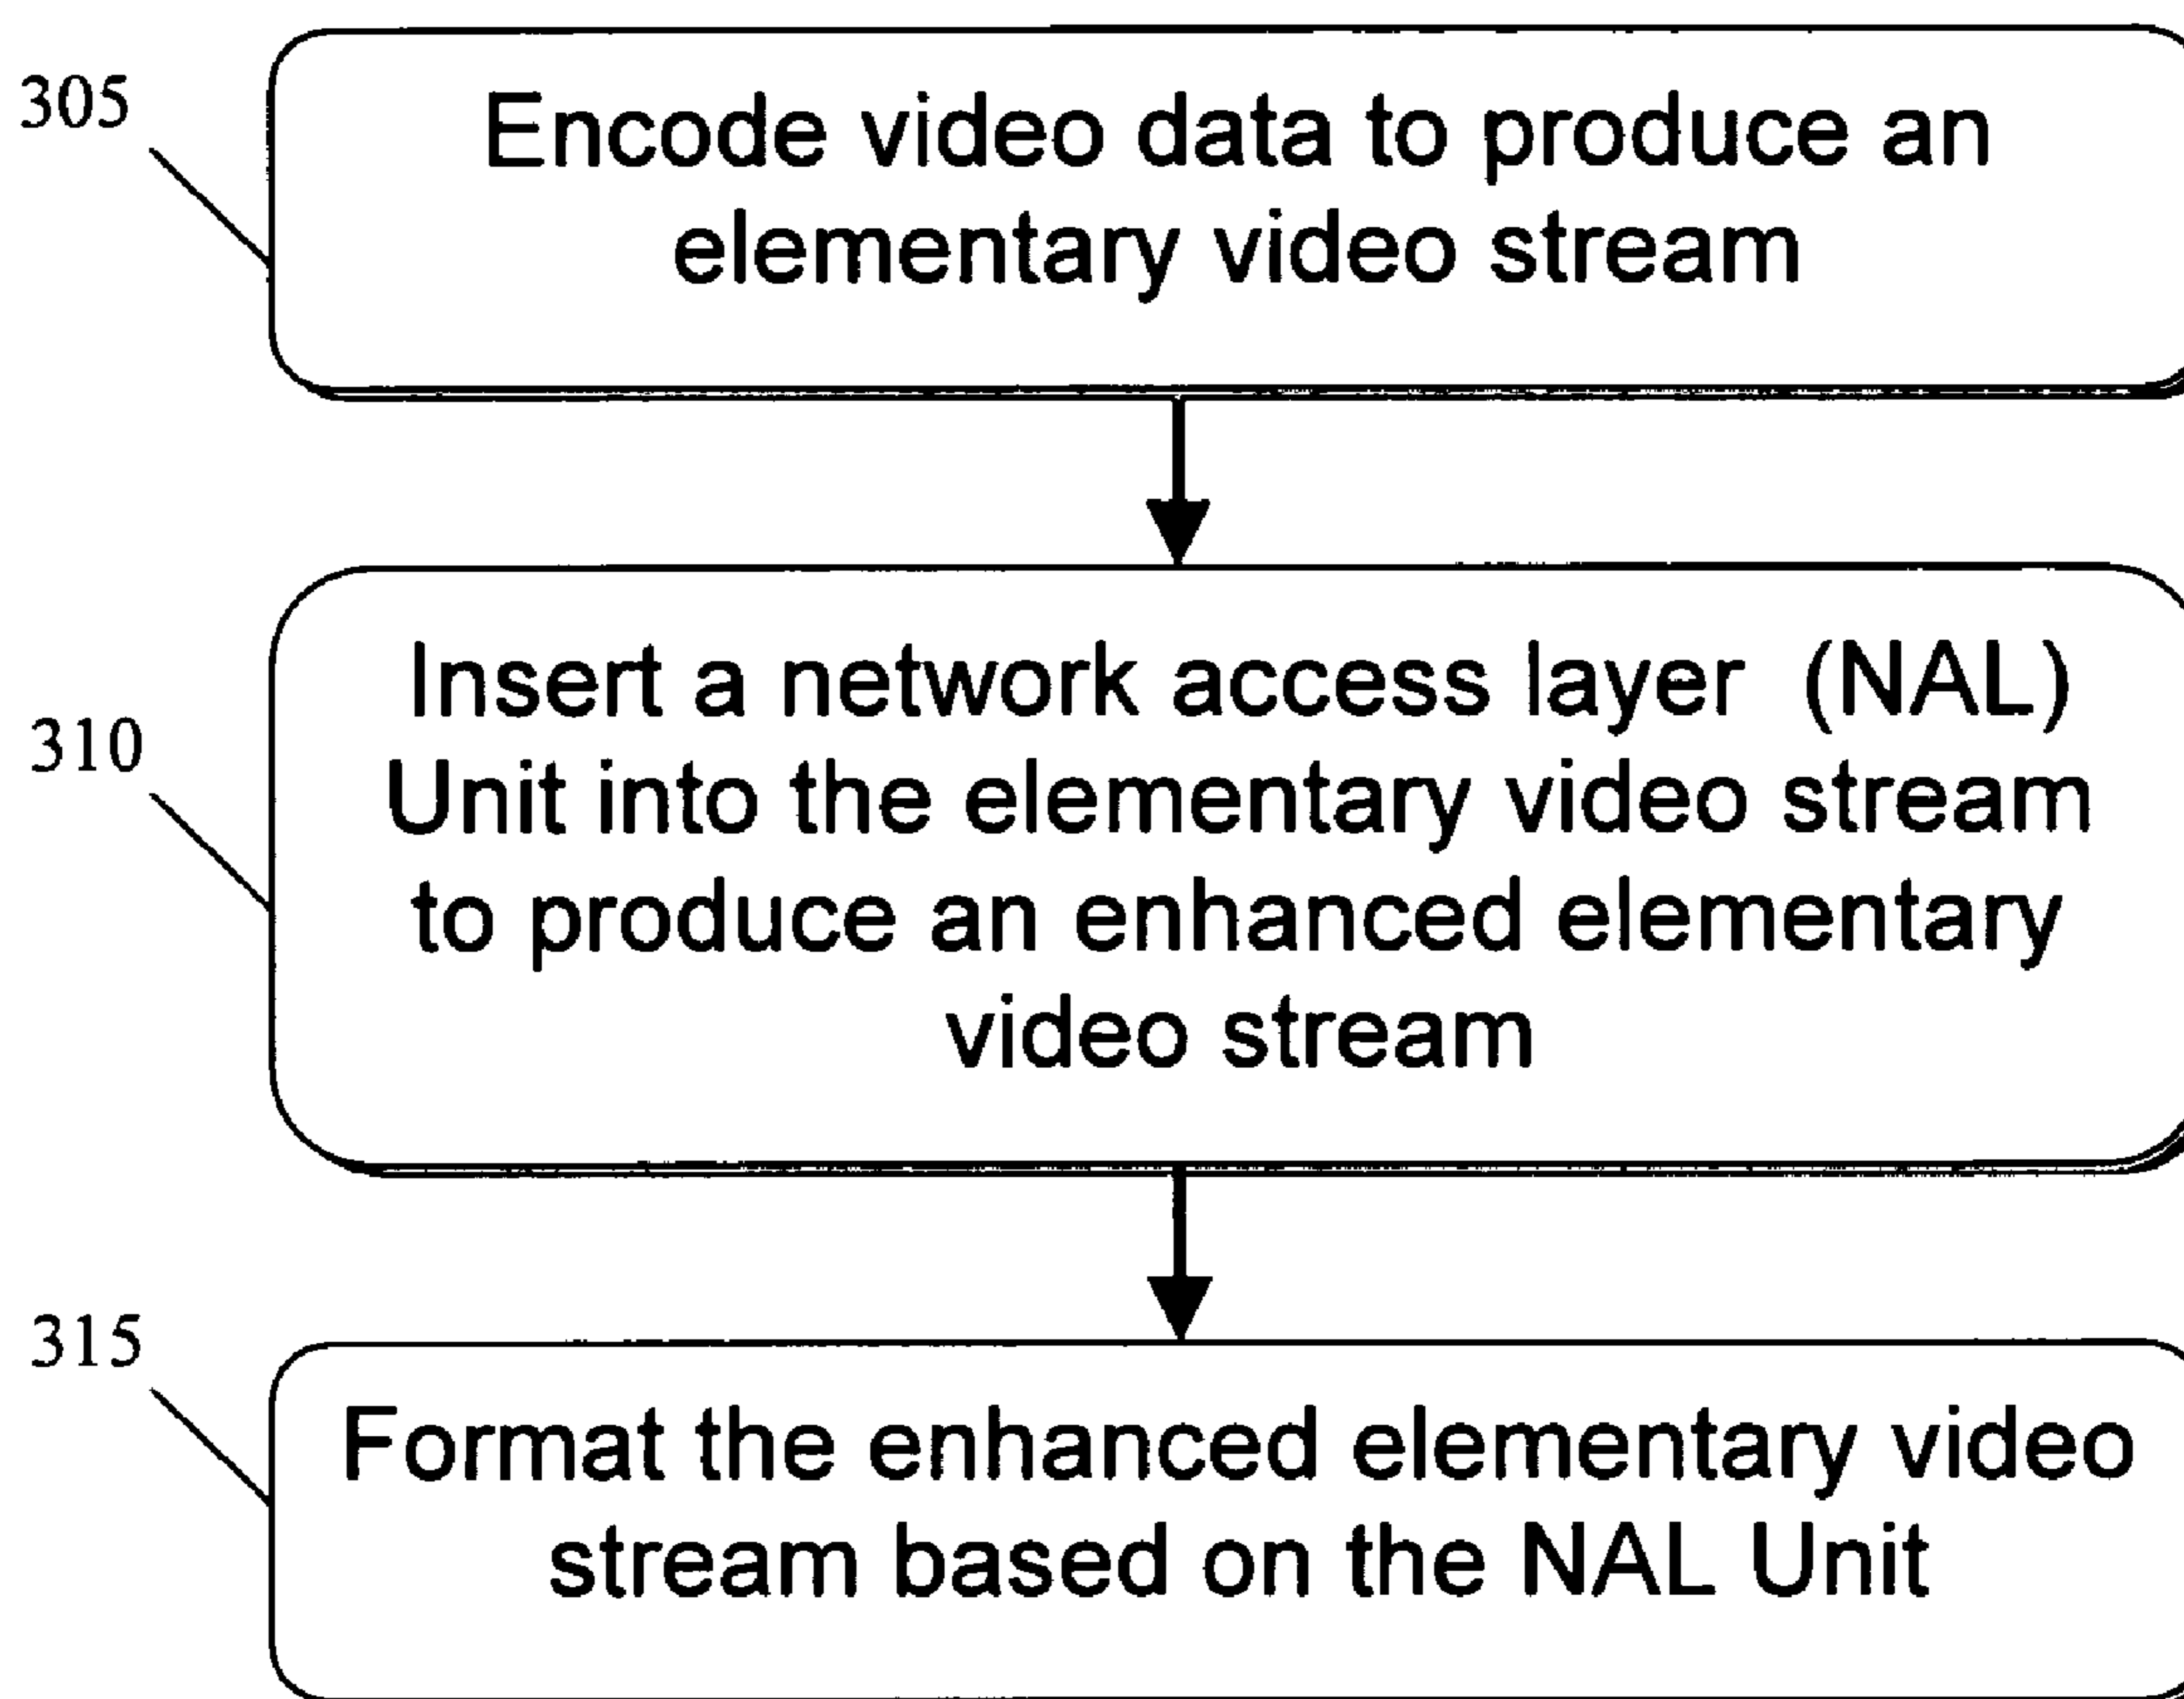 305
Encode video data to produce an
elementary video stream
310
Insert a network access layer (NAL)
Unit into the elementary video stream
to produce an enhanced elementary
video stream
315
Format the enhanced elementary video
stream based on the NAL Unit